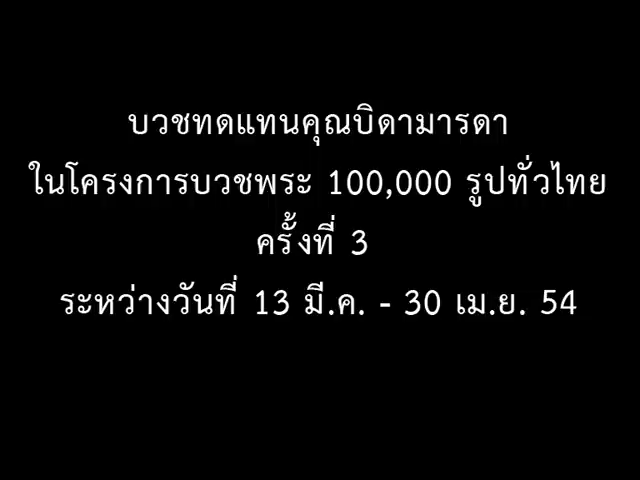 บวชทดแทนคุณบิดามารดา
ในโครงการบวชพระ 100,000 รูปทั่วไทย
ครั้งที่ 3
ระหว่างวันที่ 13 มี.ค. - 30 เม.ย. 54